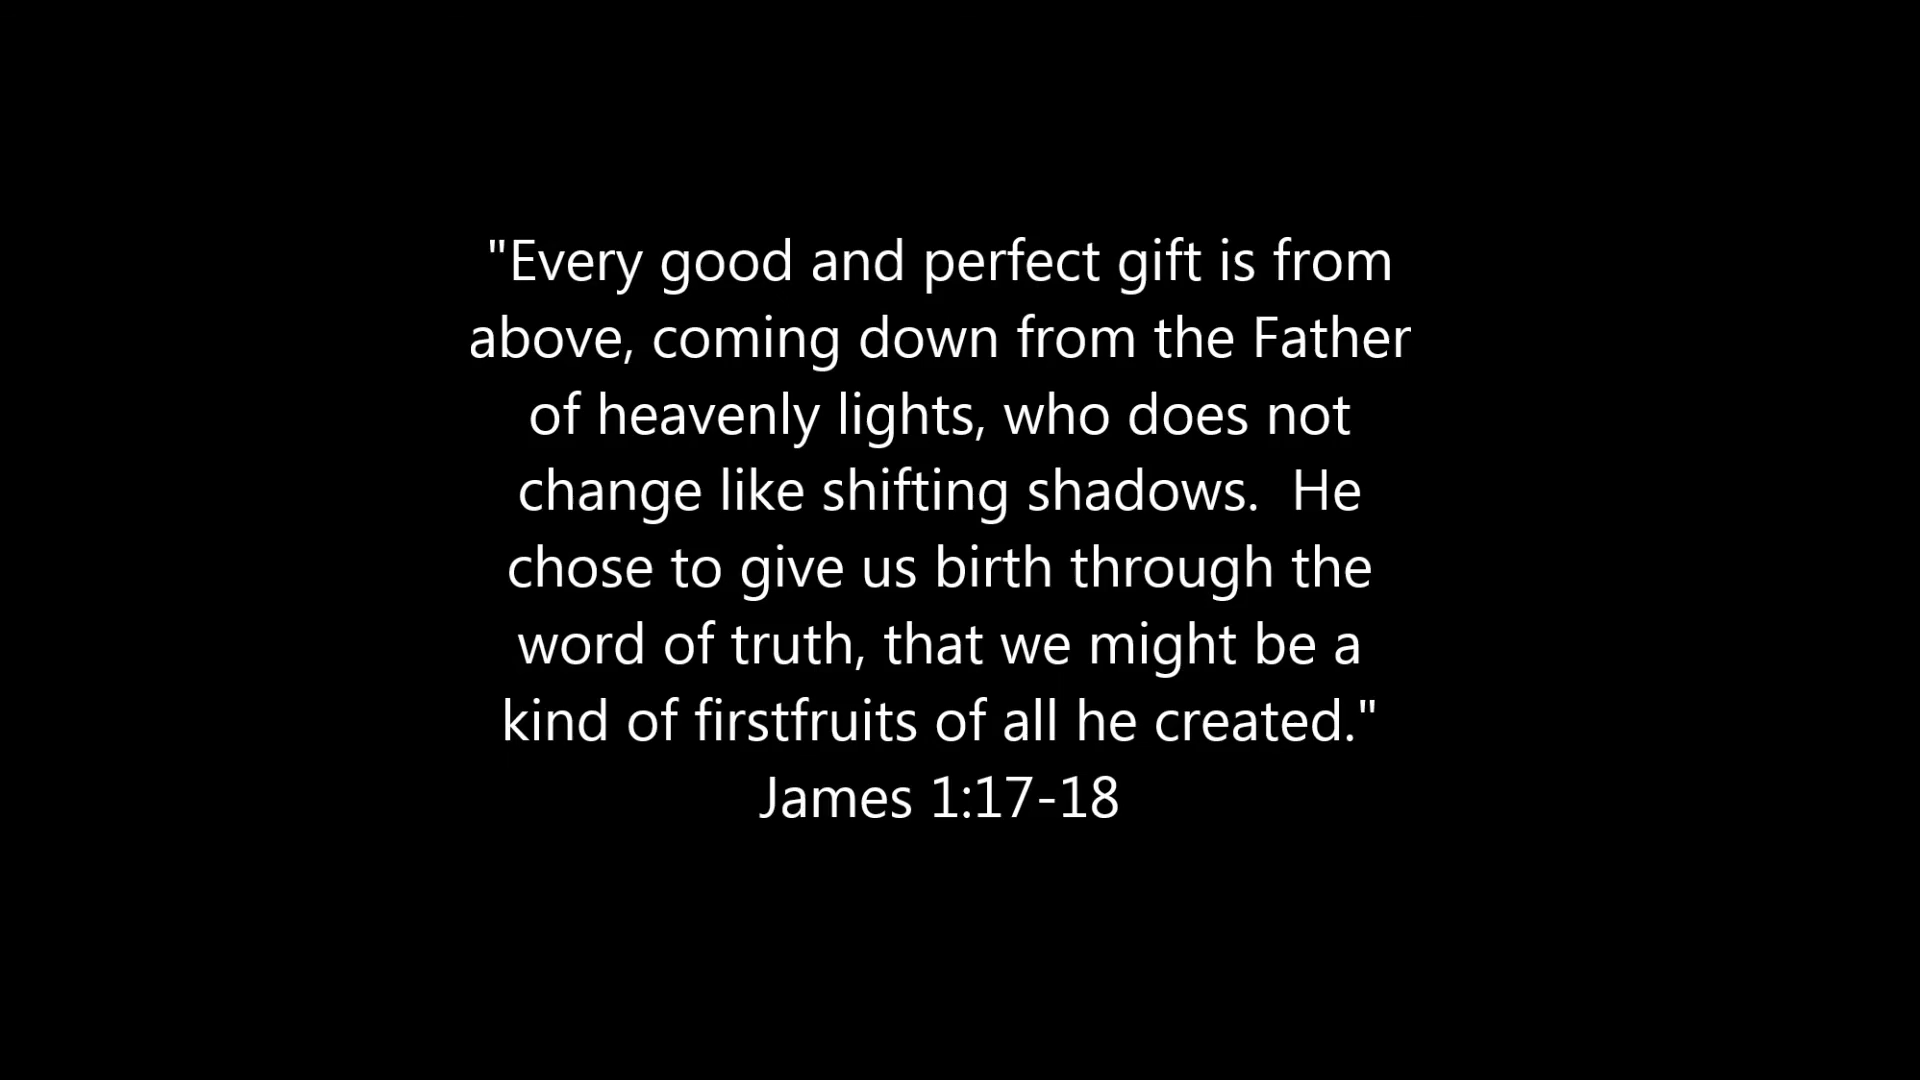 "Every good and perfect gift is from
above, coming down from the Father
of heavenly lights, who does not
change like shifting shadows.  He
chose to give us birth through the
word of truth, that we might be a
kind of firstfruits of all he created."
James 1:17-18